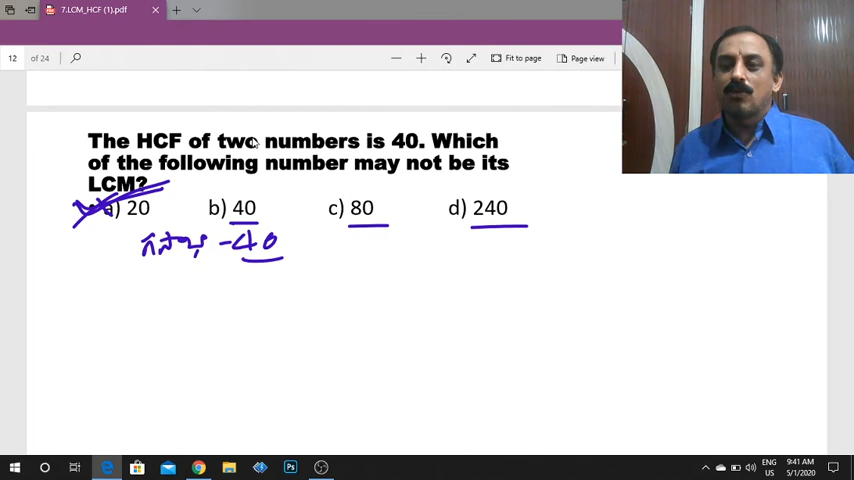 7.LCM_HCF (1).pdf
12 of 24
Fit to page
Page view
The HCF of two numbers is 40. Which
of the following number may not be its
LCM?
a) 20 b) 40 c) 80 d) 240
-40
ENG
US
9:41 AM
5/1/2020